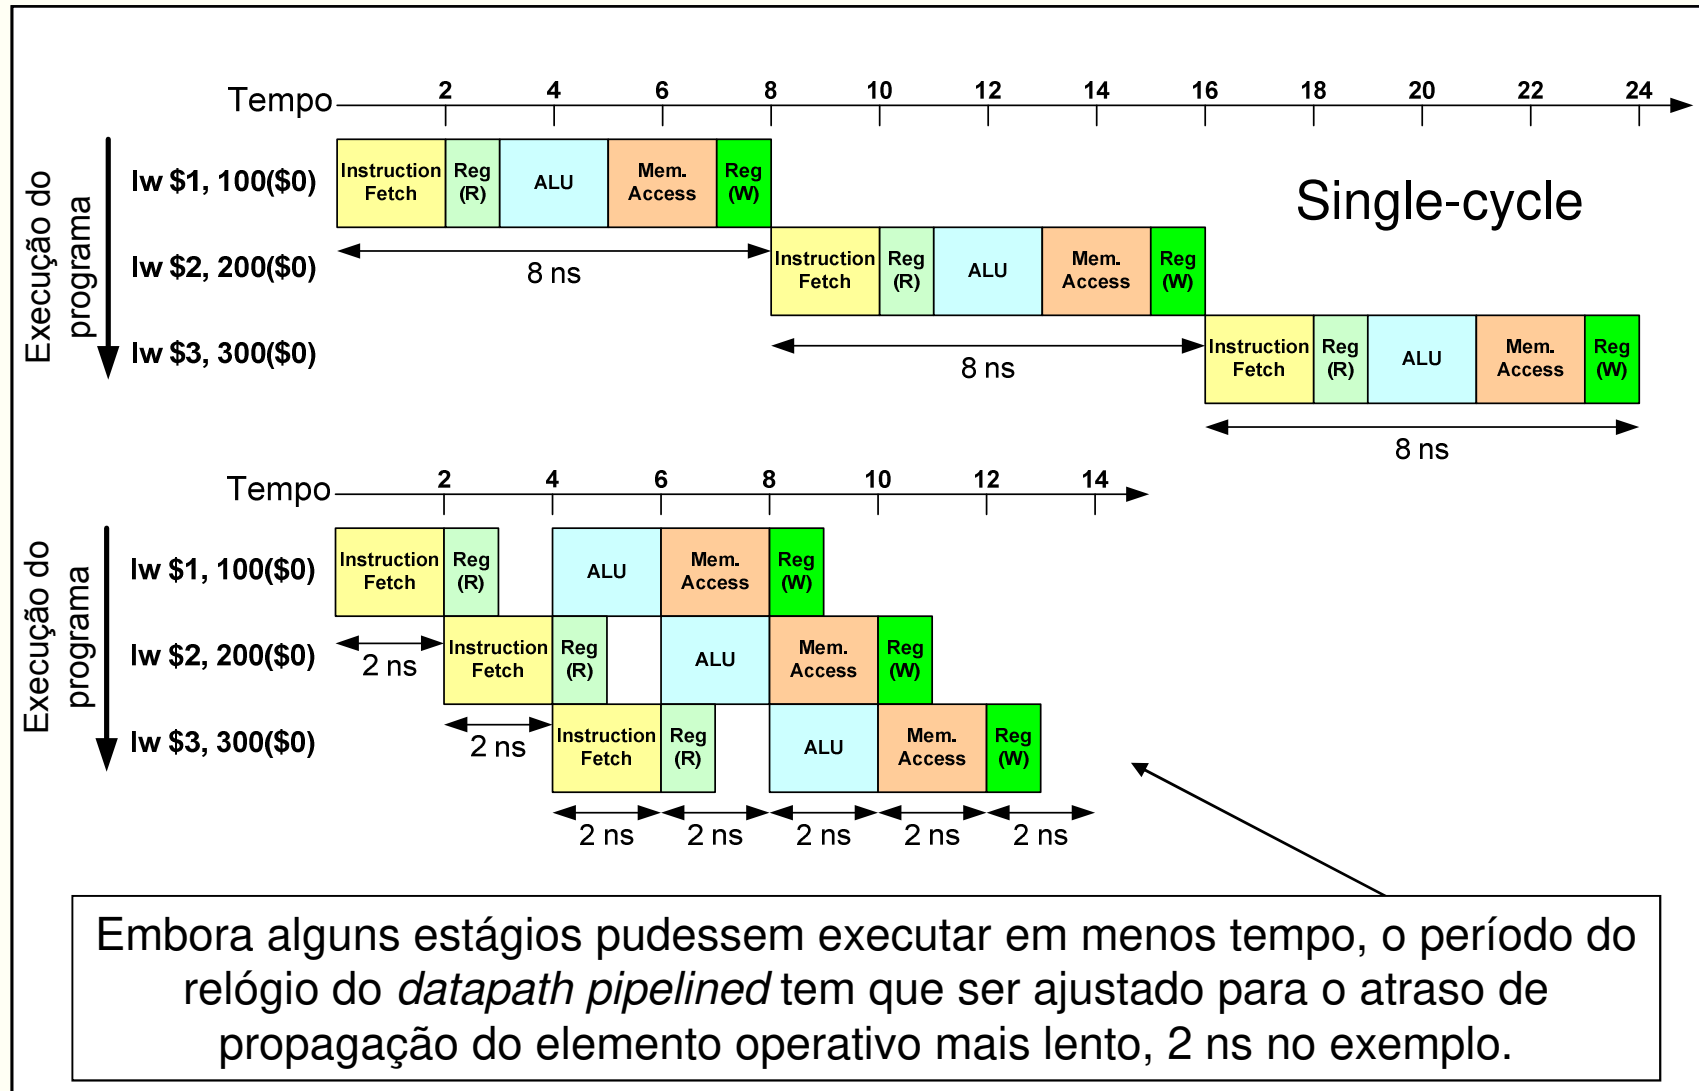 Tempo 2 4 6 8 10 12 14 16 18 20 22 24
Execução do programa
Single-cycle
lw $1, 100($0) Instruction Fetch Reg (R) ALU Mem. Access Reg (W)
8 ns
lw $2, 200($0) Instruction Fetch Reg (R) ALU Mem. Access Reg (W)
8 ns
lw $3, 300($0) Instruction Fetch Reg (R) ALU Mem. Access Reg (W)
8 ns
Tempo 2 4 6 8 10 12 14
Execução do programa
lw $1, 100($0) Instruction Fetch Reg (R) ALU Mem. Access Reg (W)
2 ns
lw $2, 200($0) Instruction Fetch Reg (R) ALU Mem. Access Reg (W)
2 ns
lw $3, 300($0) Instruction Fetch Reg (R) ALU Mem. Access Reg (W)
2 ns 2 ns 2 ns 2 ns 2 ns
Embora alguns estágios pudessem executar em menos tempo, o período do
relógio do datapath pipelined tem que ser ajustado para o atraso de
propagação do elemento operativo mais lento, 2 ns no exemplo.